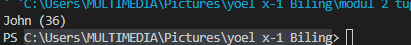 ' 'C:\Users\MULTIMEDIA\Pictures\yoel x-1 Biling\modul 2 tug
John (36)
PS C:\Users\MULTIMEDIA\Pictures\yoel x-1 Biling>